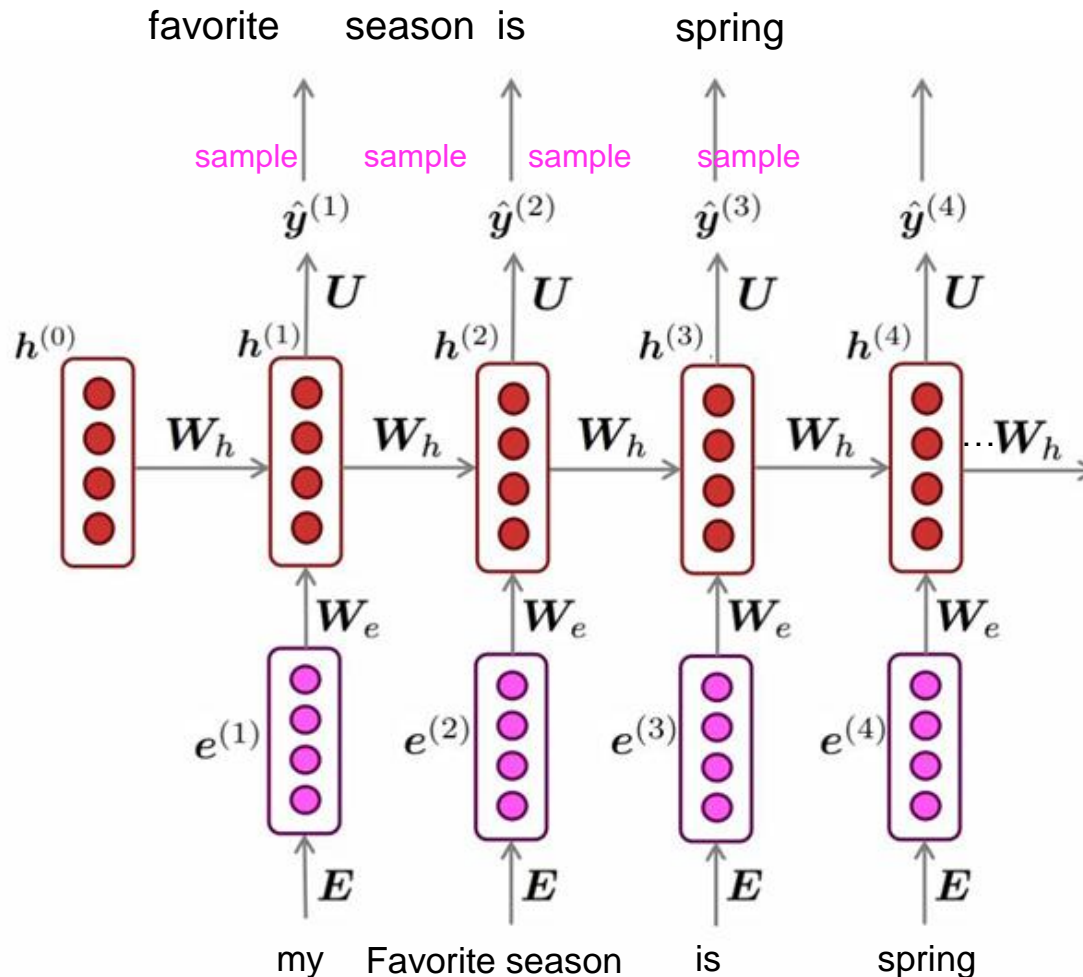 favorite season is spring
sample sample sample sample
ŷ⁽¹⁾ ŷ⁽²⁾ ŷ⁽³⁾ ŷ⁽⁴⁾
U U U U
h⁽⁰⁾ h⁽¹⁾ h⁽²⁾ h⁽³⁾ h⁽⁴⁾
Wₕ Wₕ Wₕ Wₕ ...Wₕ
Wₑ Wₑ Wₑ Wₑ
e⁽¹⁾ e⁽²⁾ e⁽³⁾ e⁽⁴⁾
E E E E
my Favorite season is spring